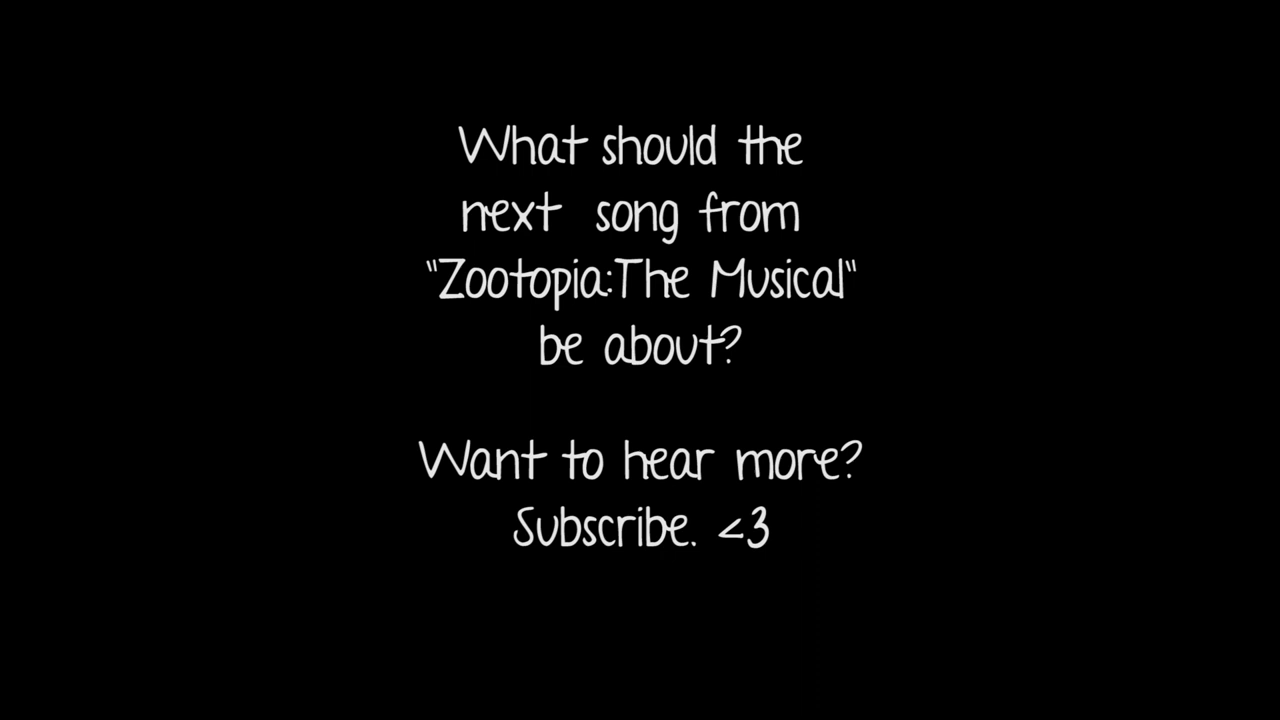 What should the
next song from
"Zootopia:The Musical"
be about?
Want to hear more?
Subscribe. <3